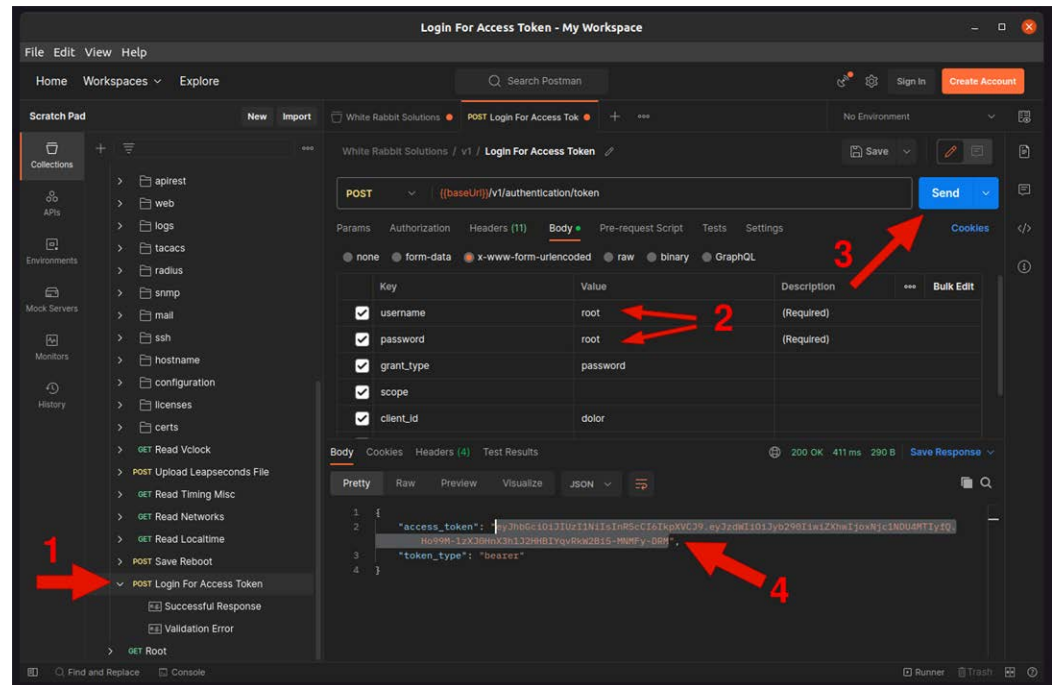 Login For Access Token - My Workspace
File Edit View Help
Home Workspaces Explore Search Postman Sign In Create Account
Scratch Pad New Import White Rabbit Solutions POST Login For Access Tok No Environment
White Rabbit Solutions / v1 / Login For Access Token Save
Collections
APIs
Environments
Mock Servers
Monitors
History
apirest
web
logs
tacacs
radius
snmp
mail
ssh
hostname
configuration
licenses
certs
GET Read Vclock
POST Upload Leapseconds File
GET Read Timing Misc
GET Read Networks
GET Read Localtime
POST Save Reboot
POST Login For Access Token
Successful Response
Validation Error
GET Root
1
POST {{baseUrl}}/v1/authentication/token Send
Params Authorization Headers (11) Body Pre-request Script Tests Settings Cookies
none form-data x-www-form-urlencoded raw binary GraphQL
3
Key Value Description Bulk Edit
username root (Required)
2
password root (Required)
grant_type password
scope
client_id dolor
Body Cookies Headers (4) Test Results 200 OK 411 ms 290 B Save Response
Pretty Raw Preview Visualize JSON
1 {
2 "access_token":
3 "token_type": "bearer"
4 }
4
Find and Replace Console Runner Trash